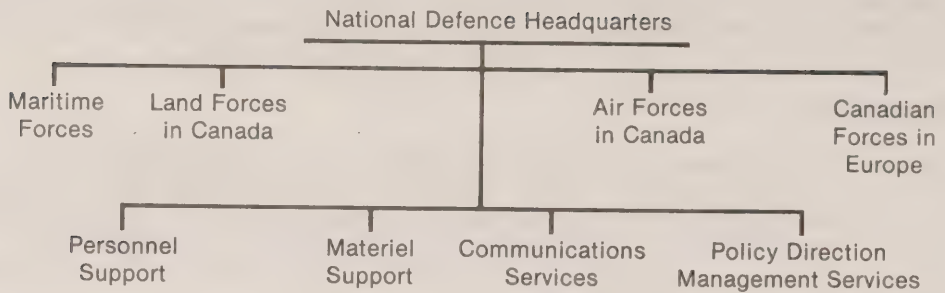 National Defence Headquarters
Maritime
Forces
Land Forces
in Canada
Air Forces
in Canada
Canadian
Forces in
Europe
Personnel
Support
Materiel
Support
Communications
Services
Policy Direction
Management Services